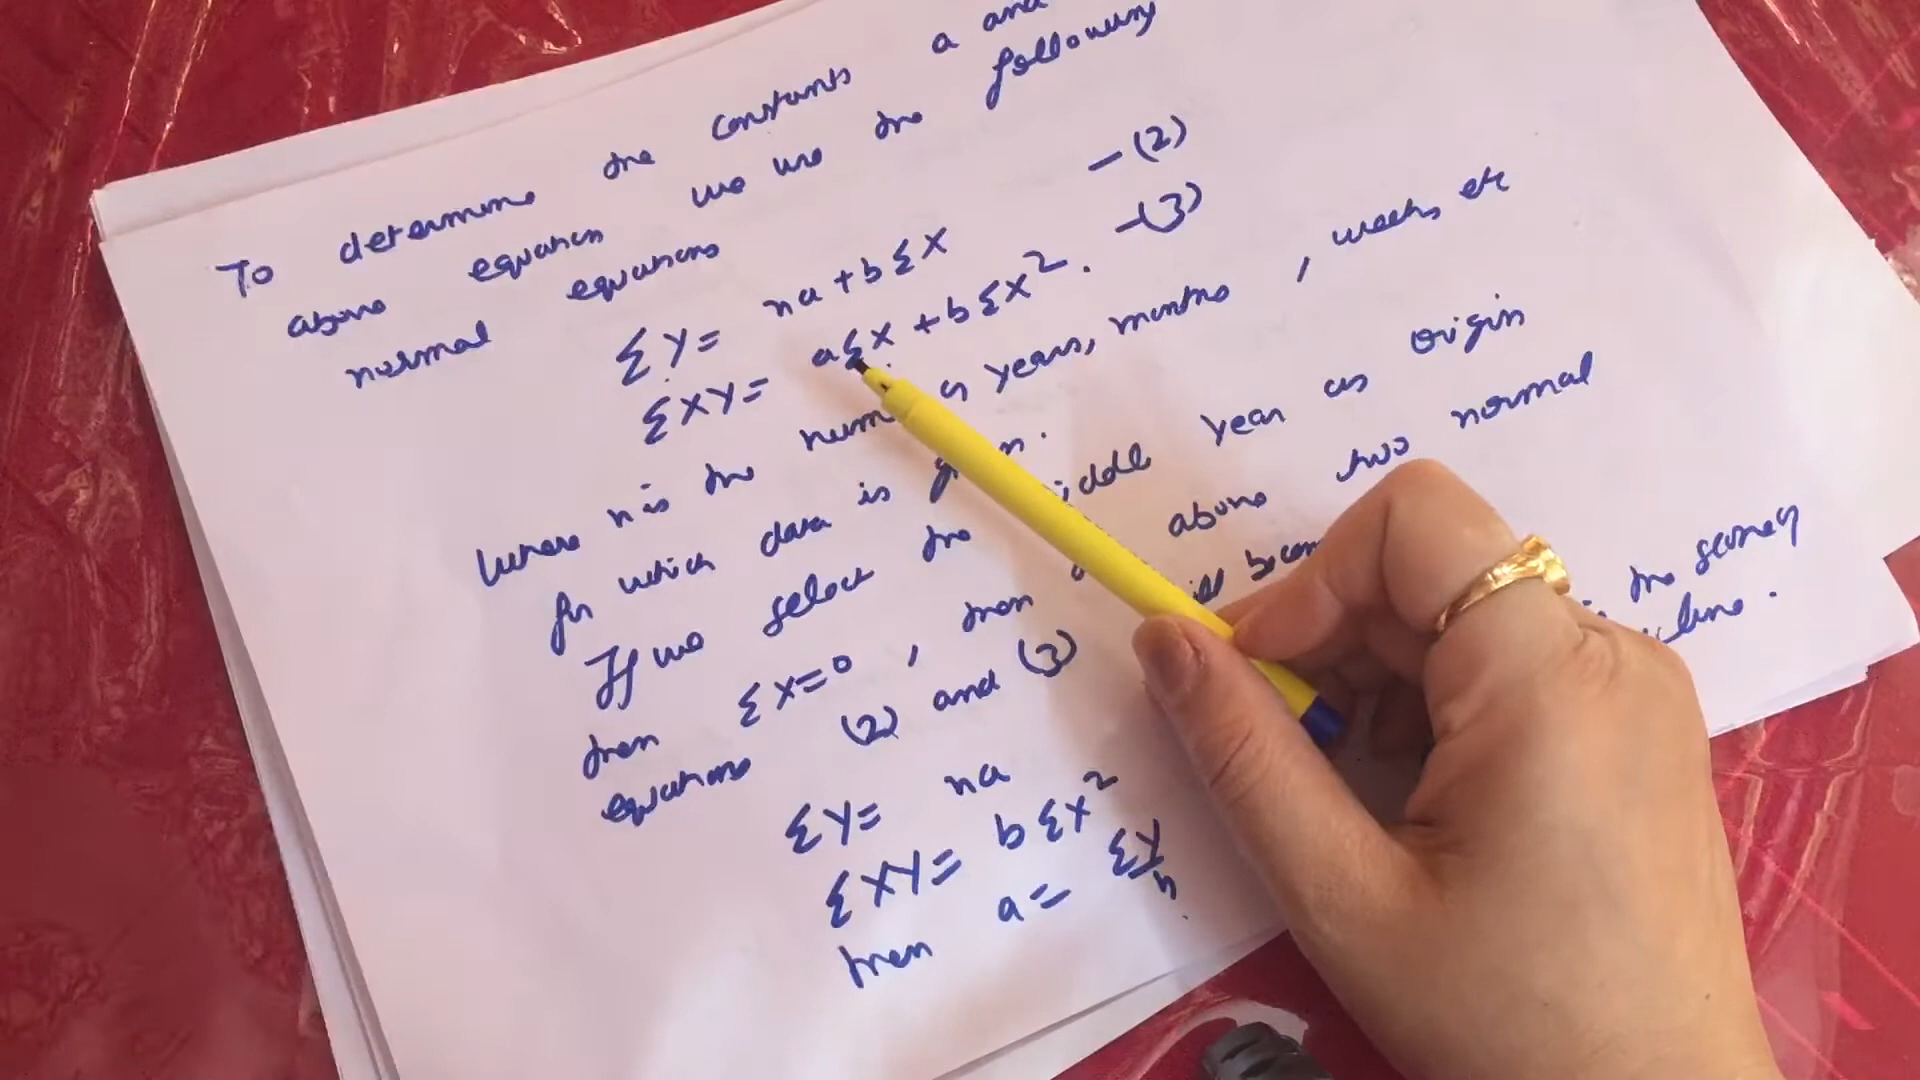 To determine the constants a and
above equation we use the following
normal equations
ΣY= na+bΣX —(2)
ΣXY= aΣX +bΣX². —(3)
where n is the num years, months, weeks etc
for which data is
If we select the middle year as origin
then ΣX=0, then above two normal
equations (2) and (3) will
ΣY= na
ΣXY= bΣX²
then a= ΣY/n
line.